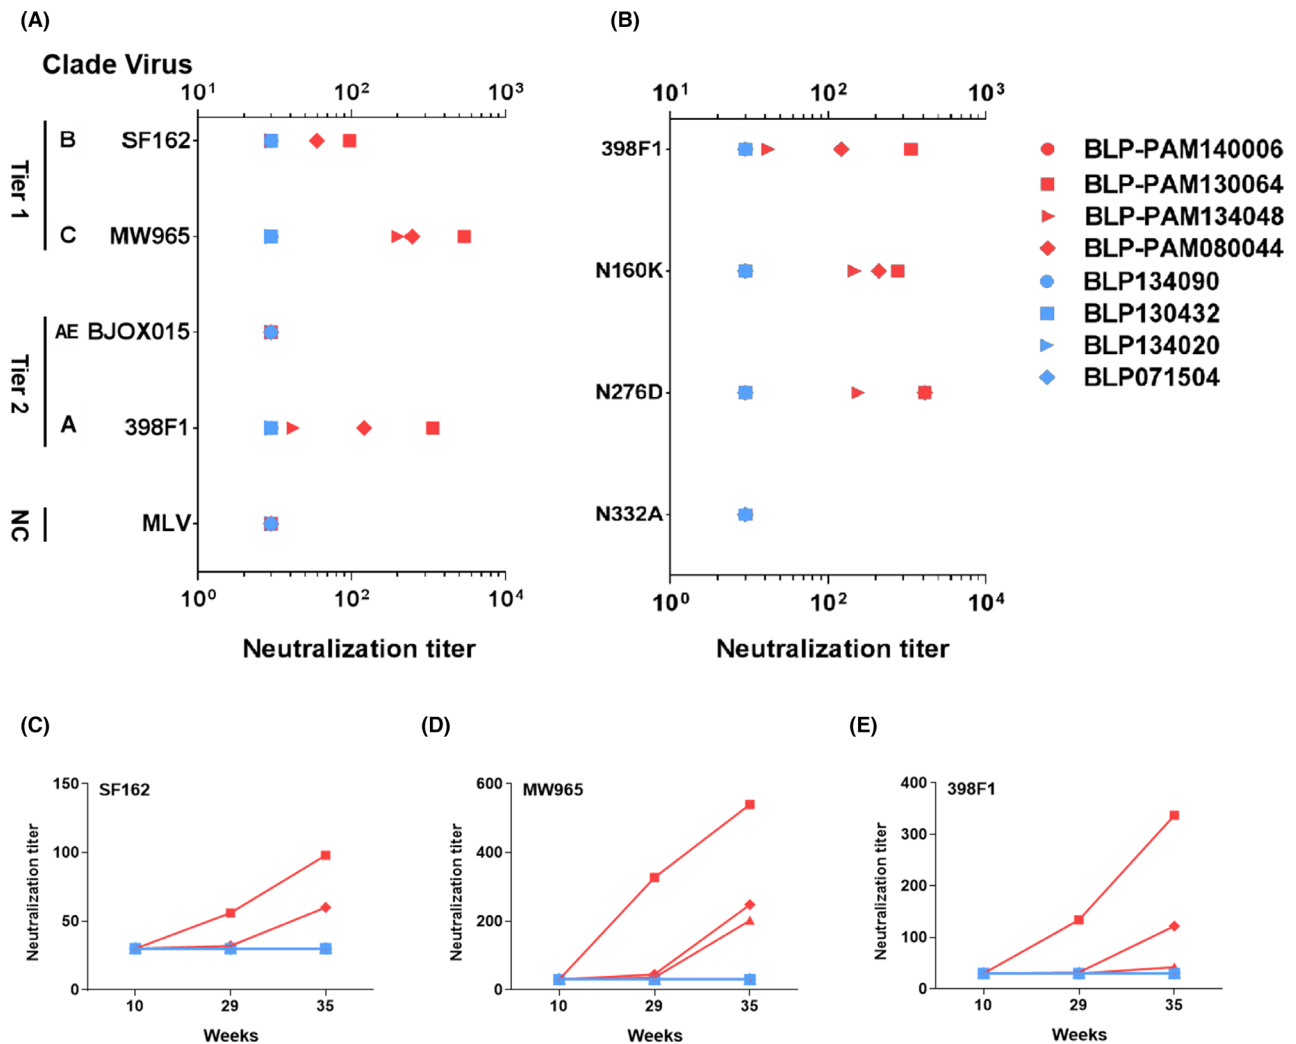 (A)
Clade Virus
10¹ 10² 10³
Tier 1
B SF162
C MW965
Tier 2
AE BJOX015
A 398F1
NC
MLV
10⁰ 10² 10⁴
Neutralization titer
(B)
10¹ 10² 10³
398F1
N160K
N276D
N332A
10⁰ 10² 10⁴
Neutralization titer
BLP-PAM140006
BLP-PAM130064
BLP-PAM134048
BLP-PAM080044
BLP134090
BLP130432
BLP134020
BLP071504
(C)
SF162
Neutralization titer
150
100
50
0
10 29 35
Weeks
(D)
MW965
Neutralization titer
600
400
200
0
10 29 35
Weeks
(E)
398F1
Neutralization titer
400
300
200
100
0
10 29 35
Weeks